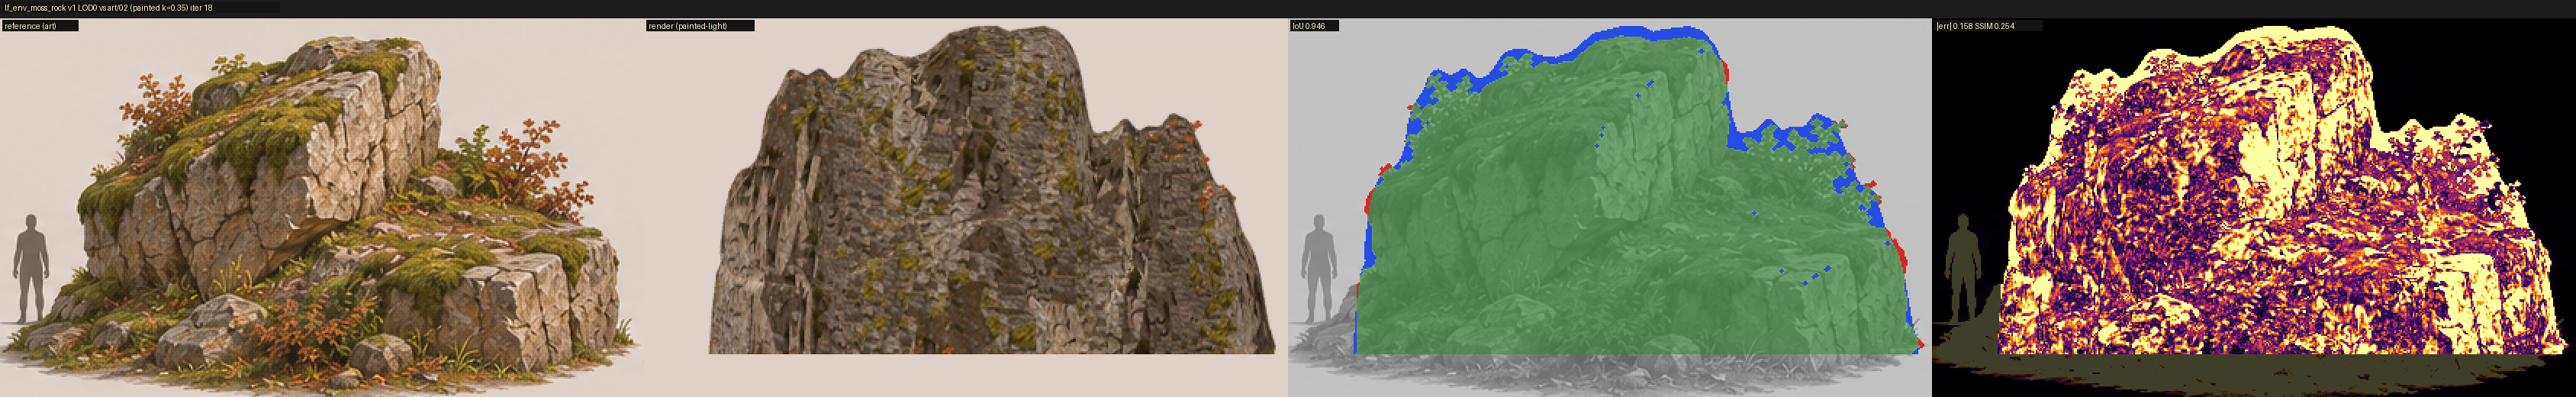 tf_env_moss_rock v1 LOD0 vs art/02 (painted k=0.35) iter 18
reference (art)
render (painted-light)
IoU 0.946
|err| 0.158 SSIM 0.254